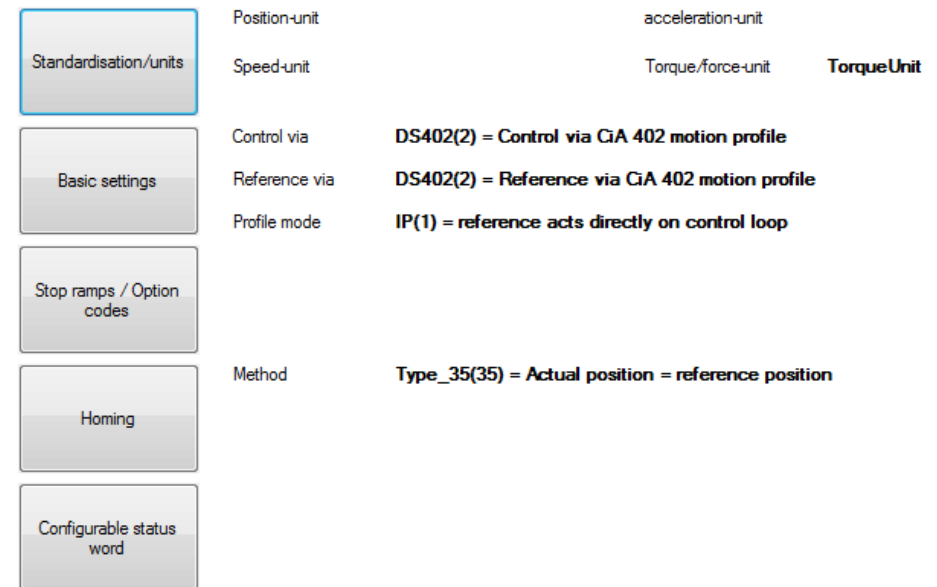 Standardisation/units
Position-unit acceleration-unit
Speed-unit Torque/force-unit TorqueUnit
Basic settings
Control via DS402(2) = Control via CiA 402 motion profile
Reference via DS402(2) = Reference via CiA 402 motion profile
Profile mode IP(1) = reference acts directly on control loop
Stop ramps / Option
codes
Homing
Method Type_35(35) = Actual position = reference position
Configurable status
word